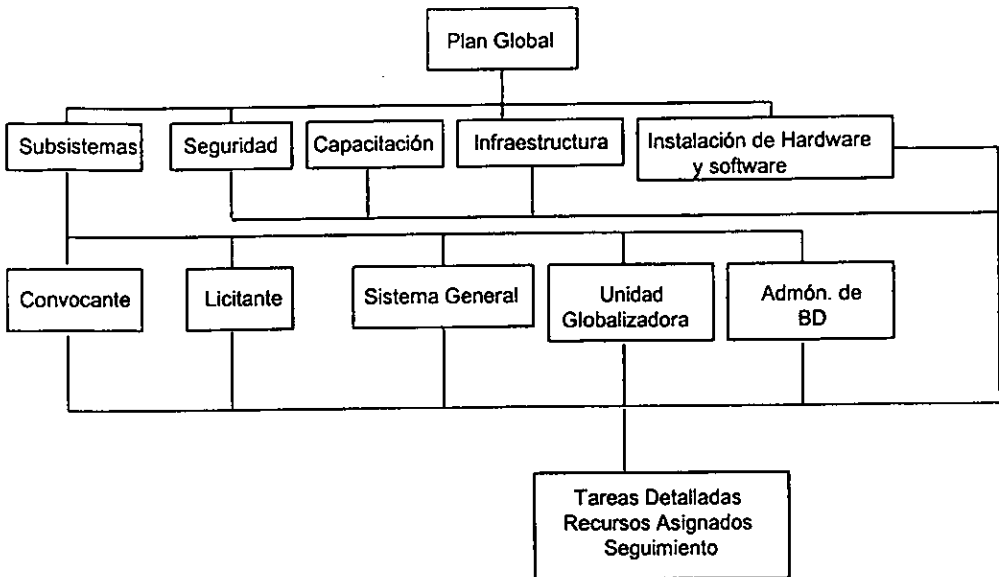 Plan Global
Subsistemas
Seguridad
Capacitación
Infraestructura
Instalación de Hardware
y software
Convocante
Licitante
Sistema General
Unidad
Globalizadora
Admón. de
BD
Tareas Detalladas
Recursos Asignados
Seguimiento